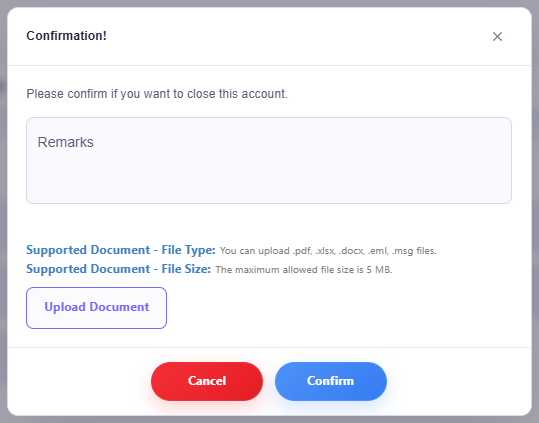 Confirmation!
Please confirm if you want to close this account.
Remarks
Supported Document - File Type: You can upload .pdf, .xlsx, .docx, .eml, .msg files.
Supported Document - File Size: The maximum allowed file size is 5 MB.
Upload Document
Cancel
Confirm